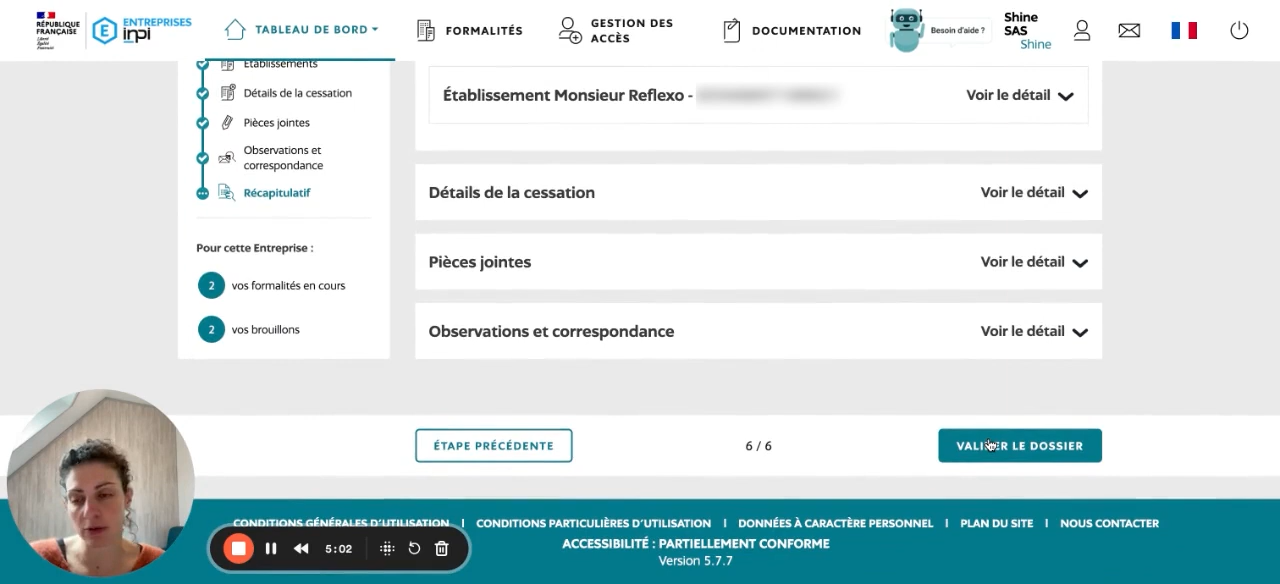 RÉPUBLIQUE
FRANÇAISE
Liberté
Égalité
Fraternité
E
ENTREPRISES
inpi
TABLEAU DE BORD
FORMALITÉS
GESTION DES
ACCÈS
DOCUMENTATION
Besoin d'aide ?
Shine
SAS
Shine
Établissements
Détails de la cessation
Pièces jointes
Observations et
correspondance
Récapitulatif
Pour cette Entreprise :
2 vos formalités en cours
2 vos brouillons
Établissement Monsieur Reflexo -
Voir le détail
Détails de la cessation
Voir le détail
Pièces jointes
Voir le détail
Observations et correspondance
Voir le détail
ÉTAPE PRÉCÉDENTE
6 / 6
VALIDER LE DOSSIER
CONDITIONS GÉNÉRALES D'UTILISATION | CONDITIONS PARTICULIÈRES D'UTILISATION | DONNÉES À CARACTÈRE PERSONNEL | PLAN DU SITE | NOUS CONTACTER
ACCESSIBILITÉ : PARTIELLEMENT CONFORME
Version 5.7.7
5:02